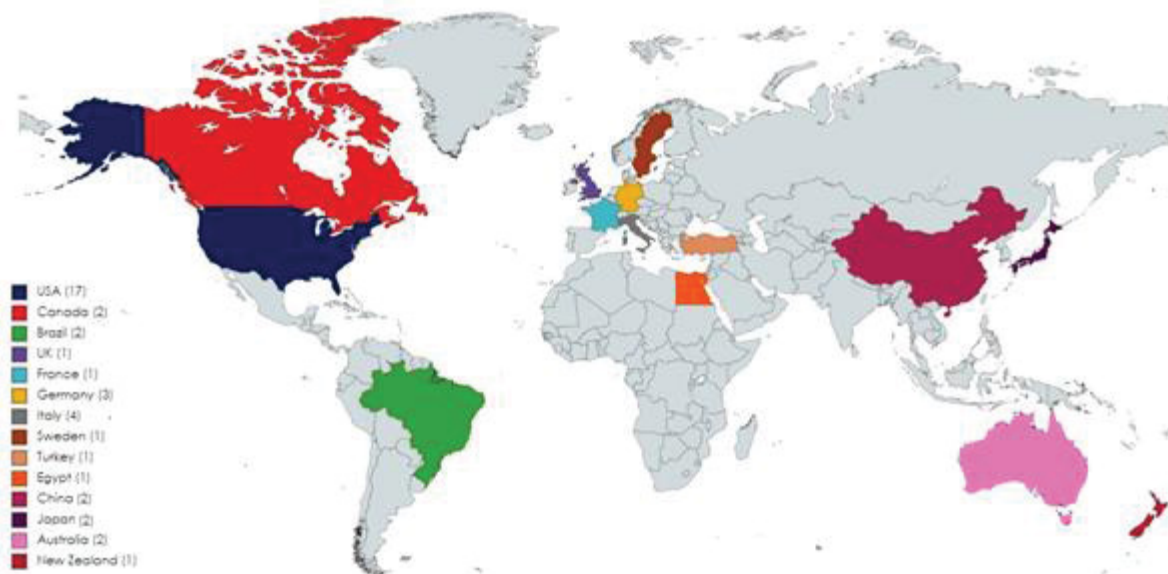 USA (17)
Canada (2)
Brazil (2)
UK (1)
France (1)
Germany (3)
Italy (4)
Sweden (1)
Turkey (1)
Egypt (1)
China (2)
Japan (2)
Australia (2)
New Zealand (1)